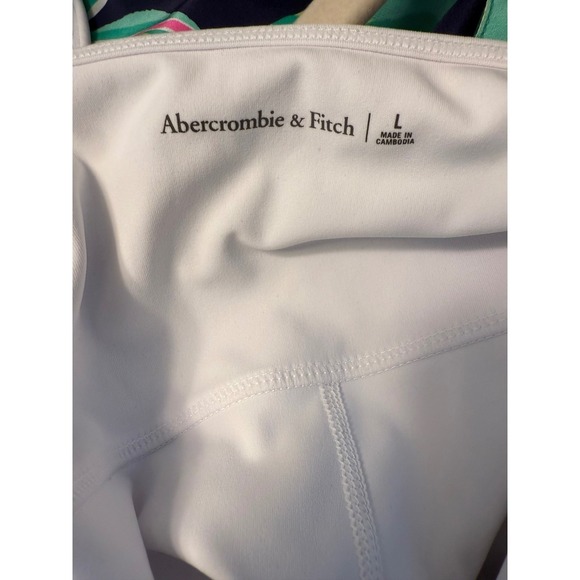 Abercrombie & Fitch | L
MADE IN
CAMBODIA